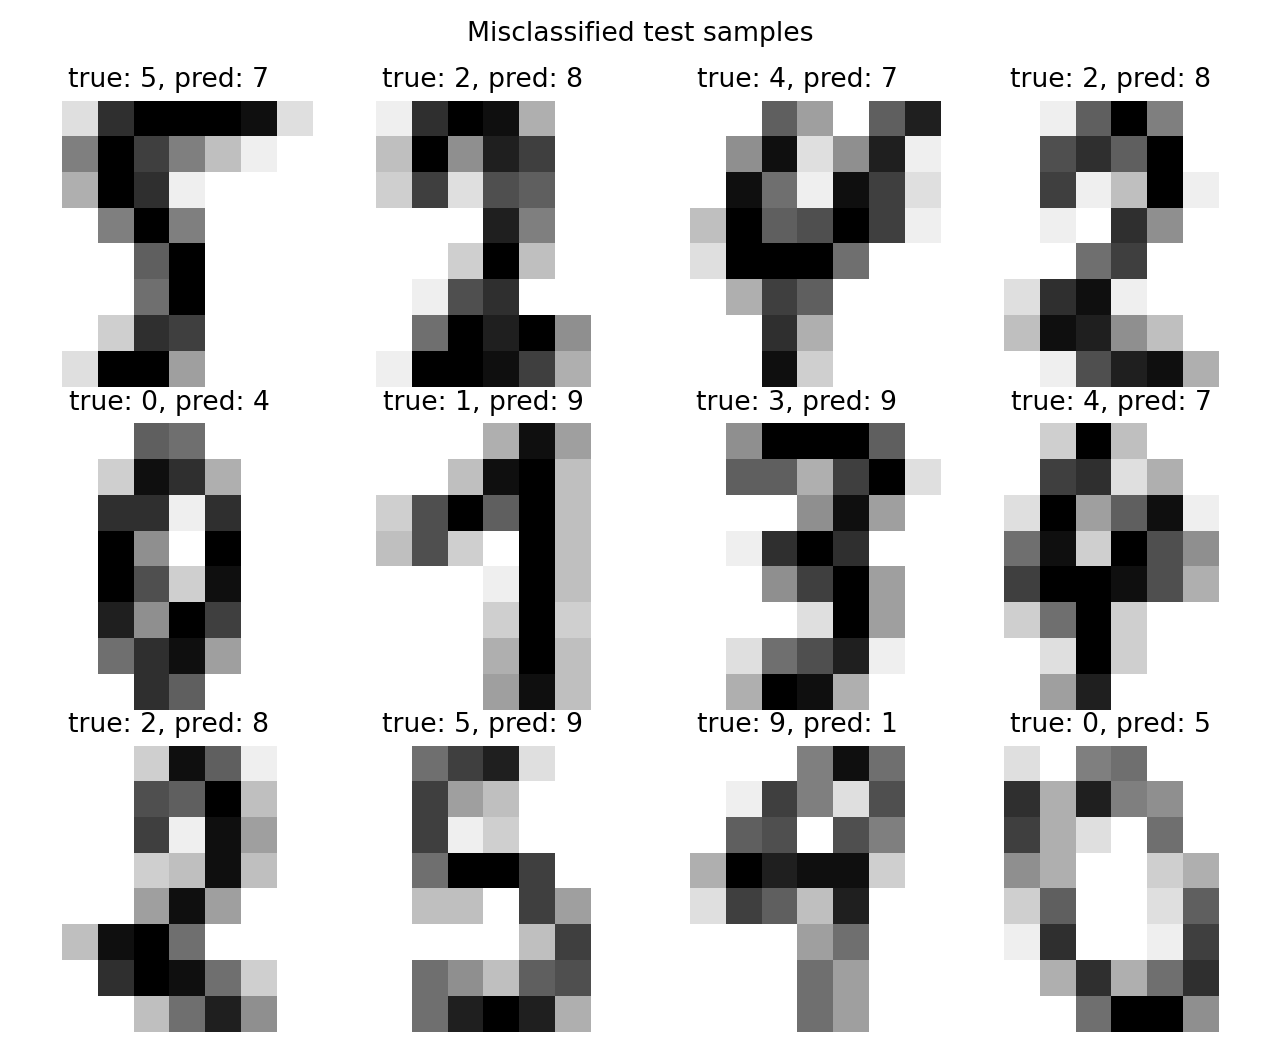 Misclassified test samples
true: 5, pred: 7
true: 2, pred: 8
true: 4, pred: 7
true: 2, pred: 8
true: 0, pred: 4
true: 1, pred: 9
true: 3, pred: 9
true: 4, pred: 7
true: 2, pred: 8
true: 5, pred: 9
true: 9, pred: 1
true: 0, pred: 5